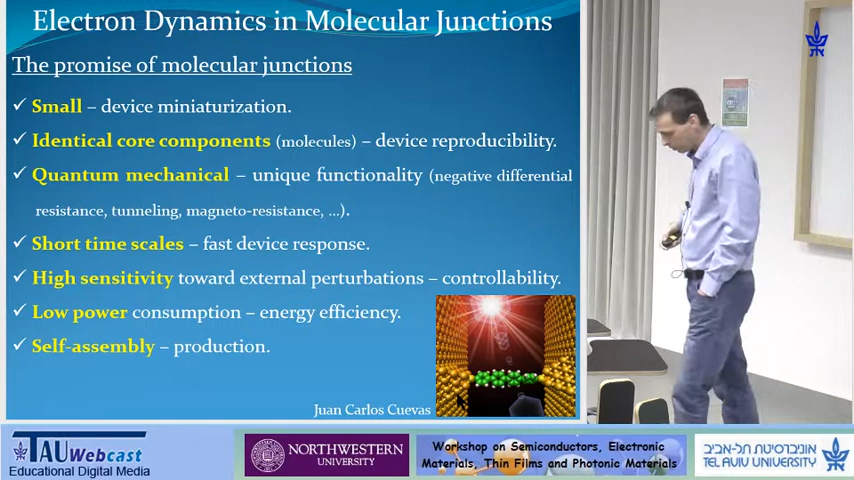 Electron Dynamics in Molecular Junctions
The promise of molecular junctions
✓ Small – device miniaturization.
✓ Identical core components (molecules) – device reproducibility.
✓ Quantum mechanical – unique functionality (negative differential
resistance, tunneling, magneto-resistance, ...).
✓ Short time scales – fast device response.
✓ High sensitivity toward external perturbations – controllability.
✓ Low power consumption – energy efficiency.
✓ Self-assembly – production.
Juan Carlos Cuevas
TAU Webcast
Educational Digital Media
NORTHWESTERN
UNIVERSITY
Workshop on Semiconductors, Electronic
Materials, Thin Films and Photonic Materials
אוניברסיטת תל-אביב
TEL AVIV UNIVERSITY